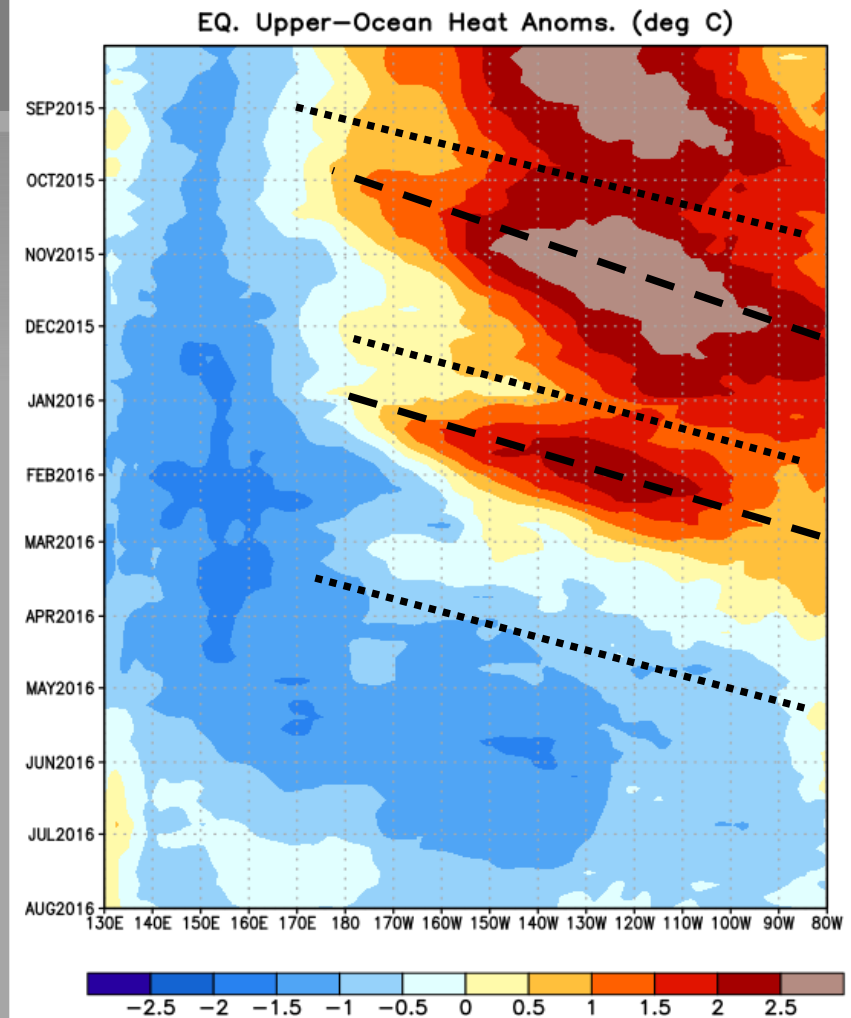 EQ. Upper-Ocean Heat Anoms. (deg C)
SEP2015
OCT2015
NOV2015
DEC2015
JAN2016
FEB2016
MAR2016
APR2016
MAY2016
JUN2016
JUL2016
AUG2016
130E 140E 150E 160E 170E 180 170W 160W 150W 140W 130W 120W 110W 100W 90W 80W
-2.5 -2 -1.5 -1 -0.5 0 0.5 1 1.5 2 2.5